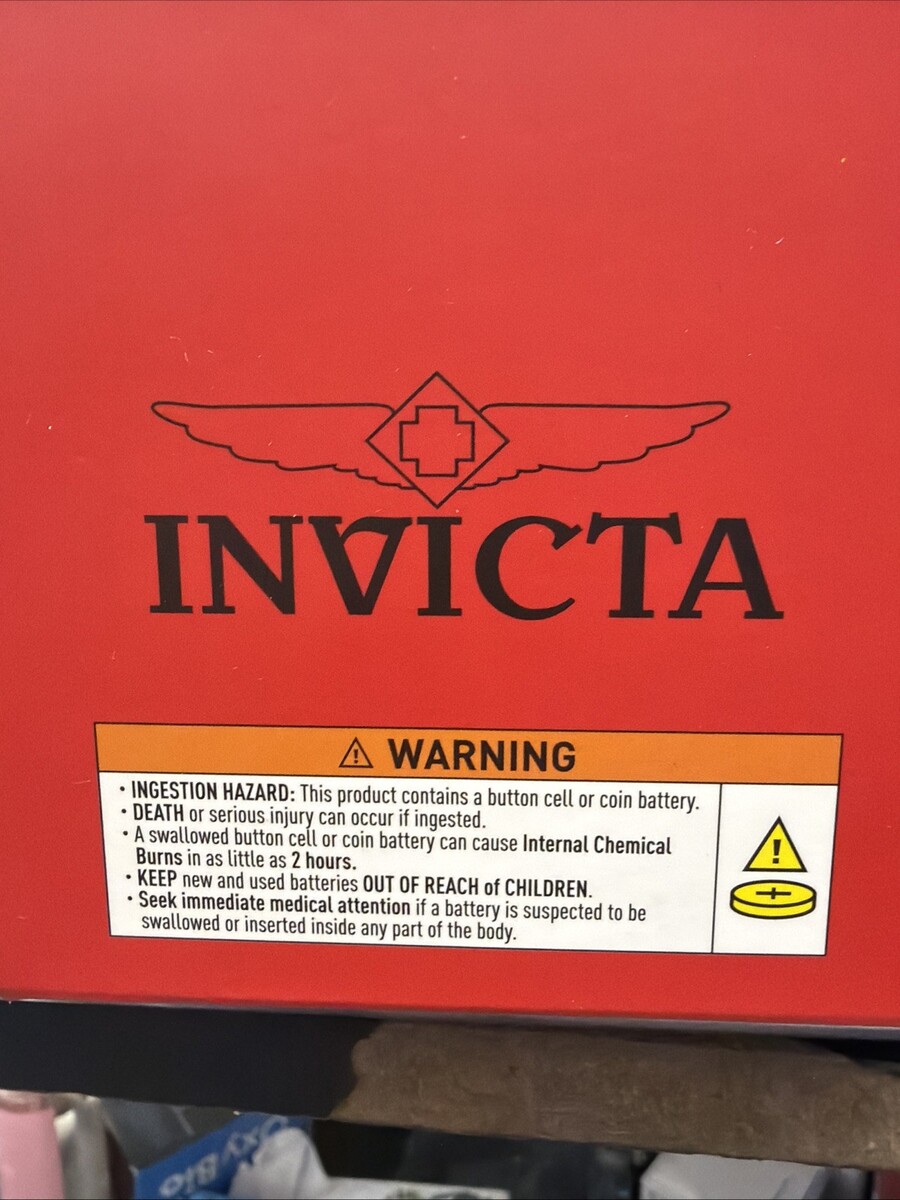 INVICTA
⚠ WARNING
• INGESTION HAZARD: This product contains a button cell or coin battery.
• DEATH or serious injury can occur if ingested.
• A swallowed button cell or coin battery can cause Internal Chemical
Burns in as little as 2 hours.
• KEEP new and used batteries OUT OF REACH of CHILDREN.
• Seek immediate medical attention if a battery is suspected to be
swallowed or inserted inside any part of the body.
OxyBio